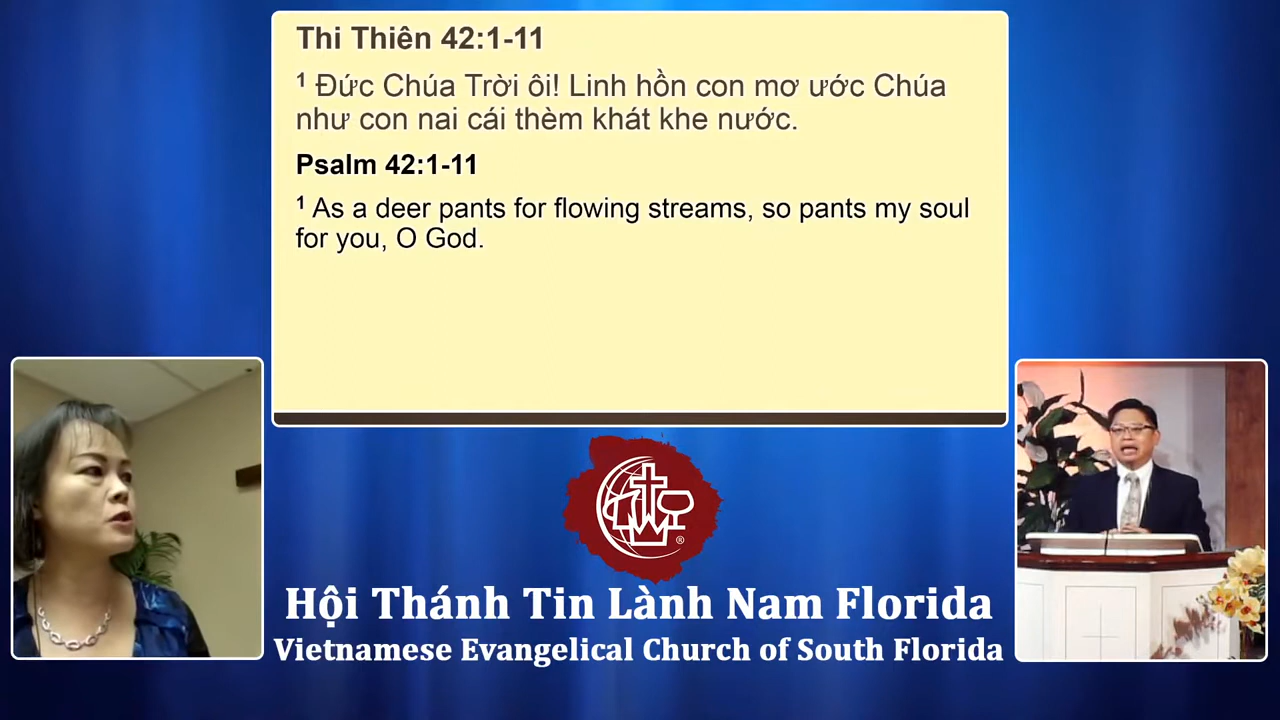 Thi Thiên 42:1-11
1 Đức Chúa Trời ôi! Linh hồn con mơ ước Chúa
như con nai cái thèm khát khe nước.
Psalm 42:1-11
1 As a deer pants for flowing streams, so pants my soul
for you, O God.
®
Hội Thánh Tin Lành Nam Florida
Vietnamese Evangelical Church of South Florida